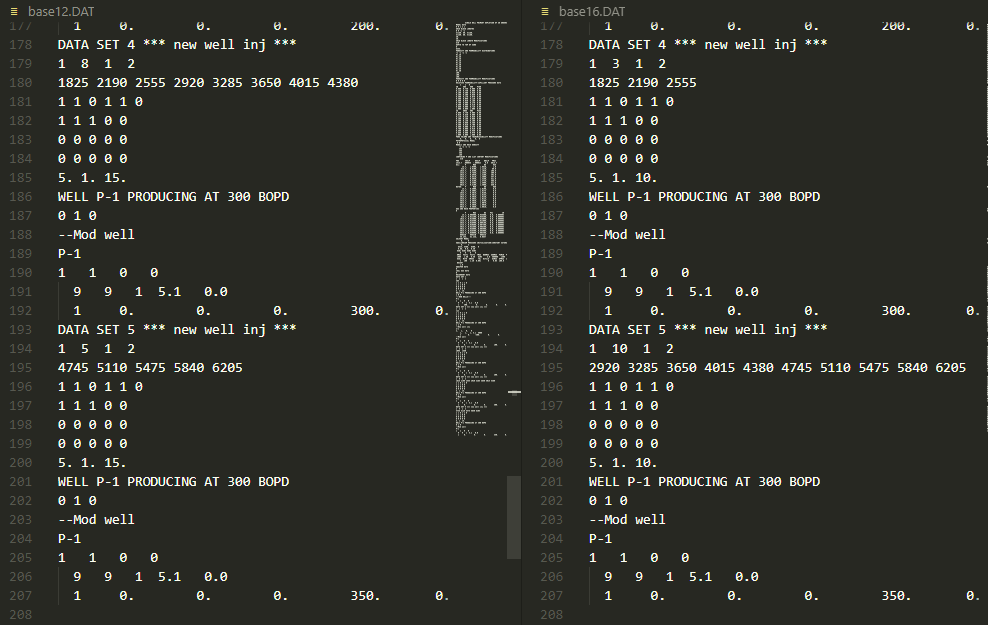 base12.DAT
177 1 0. 0. 0. 200. 0.
178 DATA SET 4 *** new well inj ***
179 1 8 1 2
180 1825 2190 2555 2920 3285 3650 4015 4380
181 1 1 0 1 1 0
182 1 1 1 0 0
183 0 0 0 0 0
184 0 0 0 0 0
185 5. 1. 15.
186 WELL P-1 PRODUCING AT 300 BOPD
187 0 1 0
188 --Mod well
189 P-1
190 1 1 0 0
191 9 9 1 5.1 0.0
192 1 0. 0. 0. 300. 0.
193 DATA SET 5 *** new well inj ***
194 1 5 1 2
195 4745 5110 5475 5840 6205
196 1 1 0 1 1 0
197 1 1 1 0 0
198 0 0 0 0 0
199 0 0 0 0 0
200 5. 1. 15.
201 WELL P-1 PRODUCING AT 300 BOPD
202 0 1 0
203 --Mod well
204 P-1
205 1 1 0 0
206 9 9 1 5.1 0.0
207 1 0. 0. 0. 350. 0.
208
base16.DAT
177 1 0. 0. 0. 200. 0.
178 DATA SET 4 *** new well inj ***
179 1 3 1 2
180 1825 2190 2555
181 1 1 0 1 1 0
182 1 1 1 0 0
183 0 0 0 0 0
184 0 0 0 0 0
185 5. 1. 10.
186 WELL P-1 PRODUCING AT 300 BOPD
187 0 1 0
188 --Mod well
189 P-1
190 1 1 0 0
191 9 9 1 5.1 0.0
192 1 0. 0. 0. 300. 0.
193 DATA SET 5 *** new well inj ***
194 1 10 1 2
195 2920 3285 3650 4015 4380 4745 5110 5475 5840 6205
196 1 1 0 1 1 0
197 1 1 1 0 0
198 0 0 0 0 0
199 0 0 0 0 0
200 5. 1. 10.
201 WELL P-1 PRODUCING AT 300 BOPD
202 0 1 0
203 --Mod well
204 P-1
205 1 1 0 0
206 9 9 1 5.1 0.0
207 1 0. 0. 0. 350. 0.
208